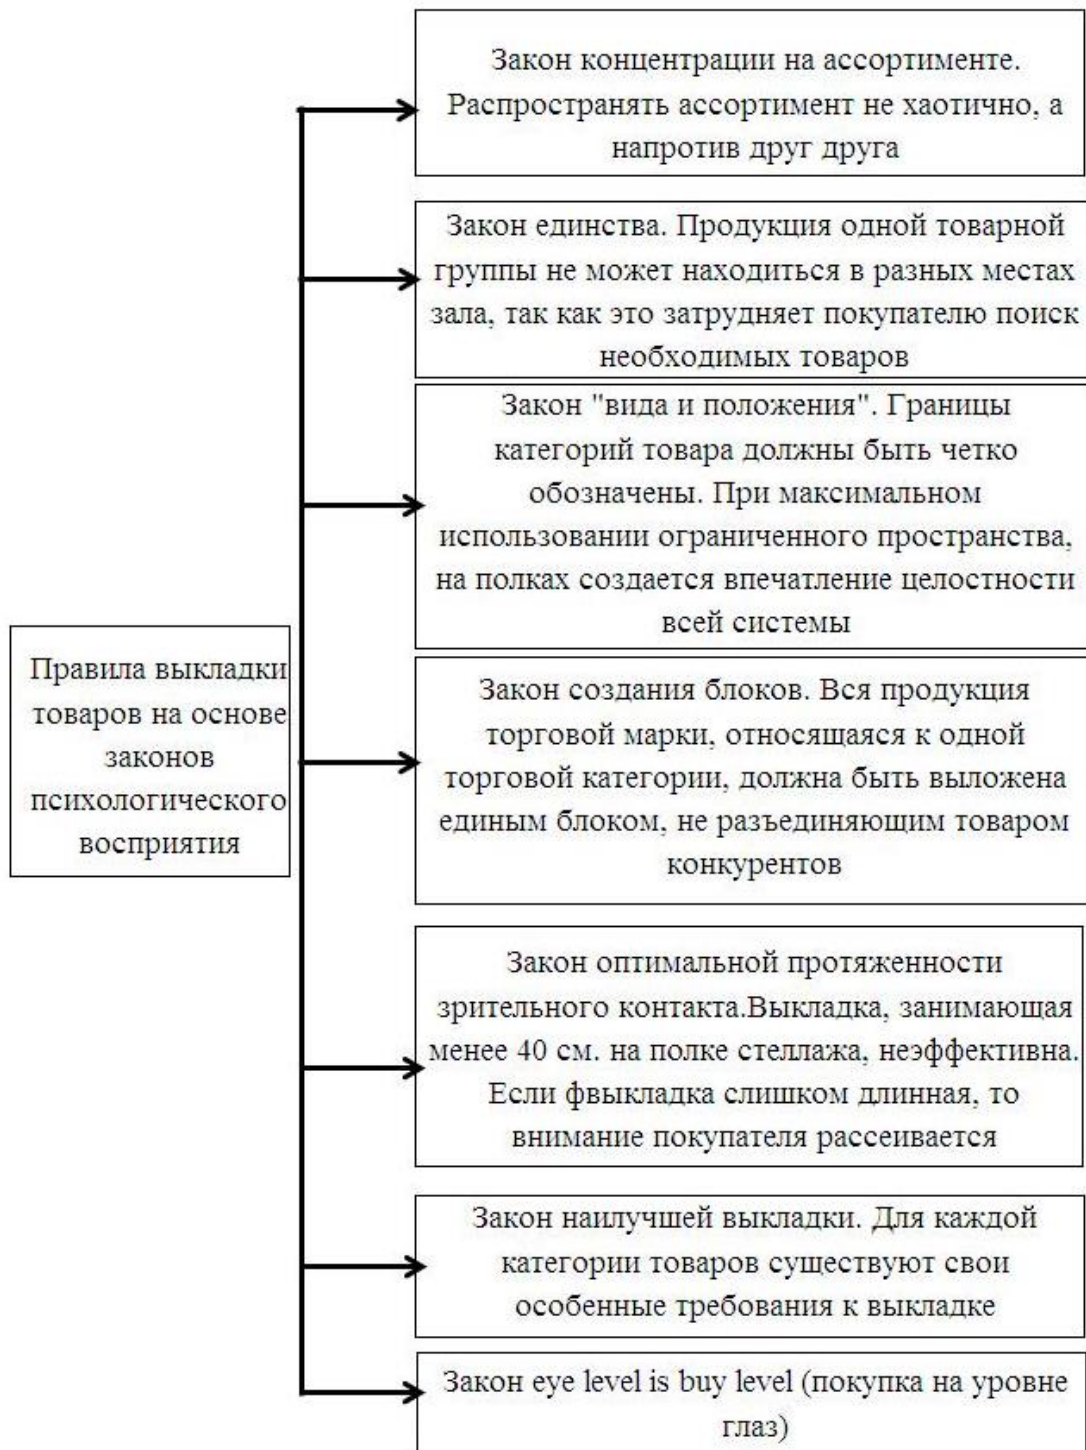 Закон концентрации на ассортименте.
Распространять ассортимент не хаотично, а
напротив друг друга
Закон единства. Продукция одной товарной
группы не может находиться в разных местах
зала, так как это затрудняет покупателю поиск
необходимых товаров
Закон "вида и положения". Границы
категорий товара должны быть четко
обозначены. При максимальном
использовании ограниченного пространства,
на полках создается впечатление целостности
всей системы
Правила выкладки
товаров на основе
законов
психологического
восприятия
Закон создания блоков. Вся продукция
торговой марки, относящаяся к одной
торговой категории, должна быть выложена
единым блоком, не разъединяющим товаром
конкурентов
Закон оптимальной протяженности
зрительного контакта.Выкладка, занимающая
менее 40 см. на полке стеллажа, неэффективна.
Если фвыкладка слишком длинная, то
внимание покупателя рассеивается
Закон наилучшей выкладки. Для каждой
категории товаров существуют свои
особенные требования к выкладке
Закон eye level is buy level (покупка на уровне
глаз)